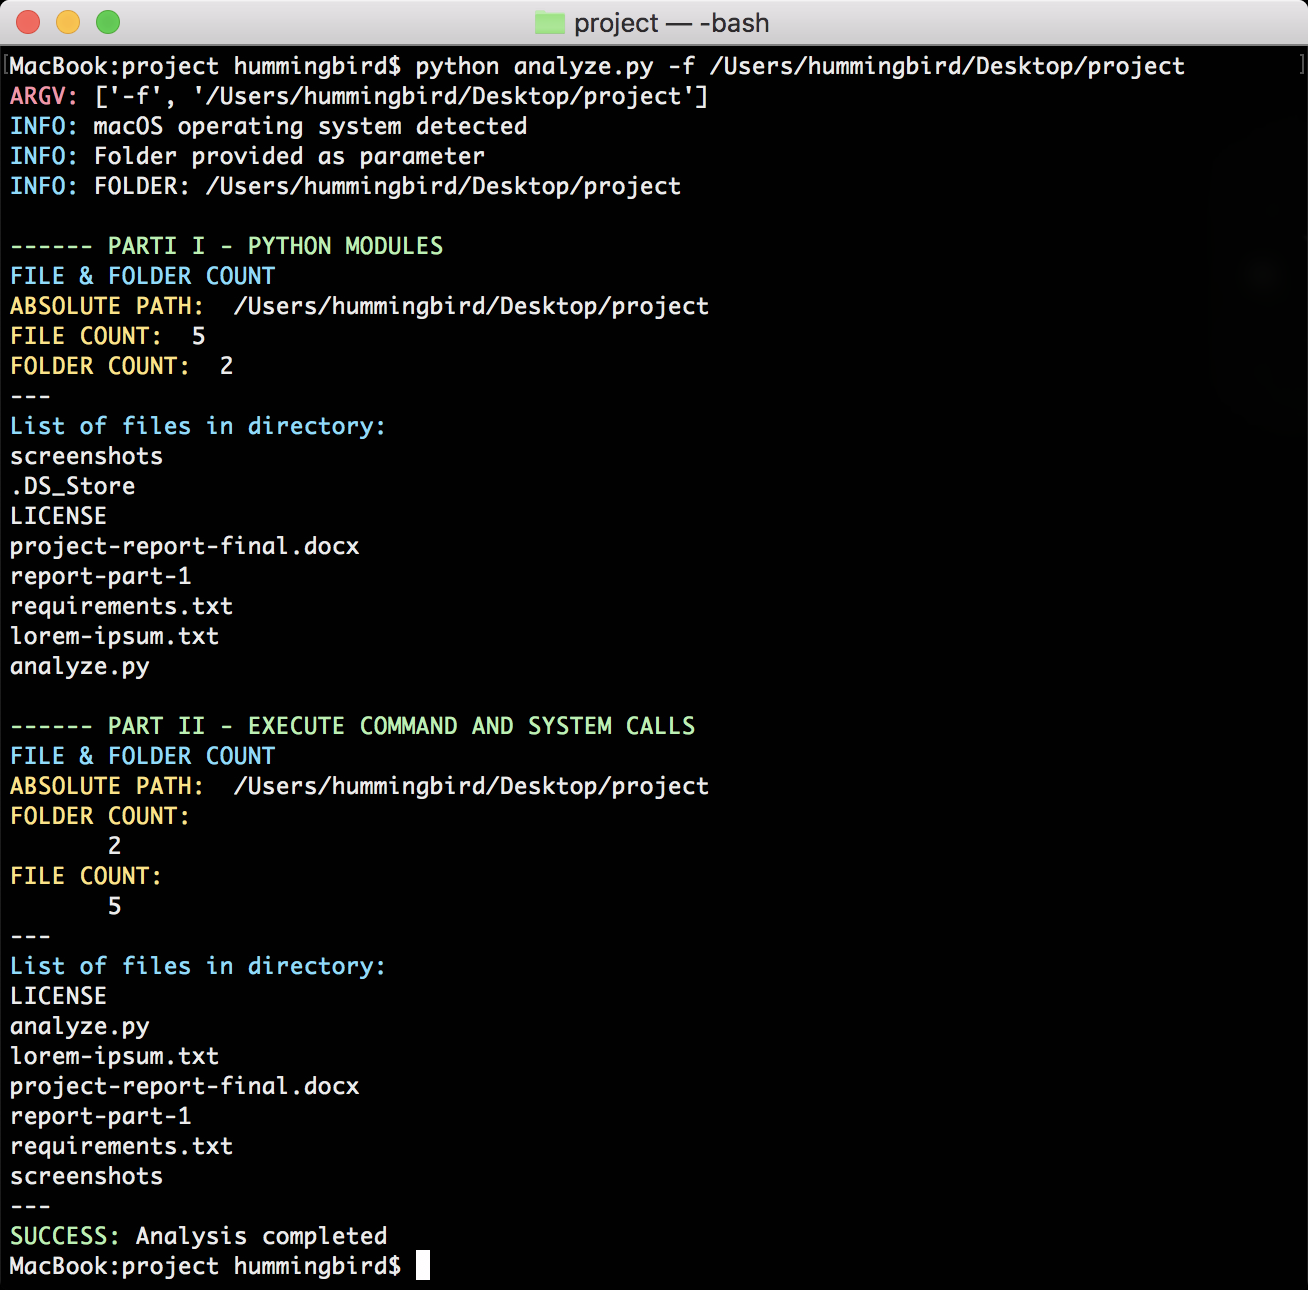 project — -bash
MacBook:project hummingbird$ python analyze.py -f /Users/hummingbird/Desktop/project
ARGV: ['-f', '/Users/hummingbird/Desktop/project']
INFO: macOS operating system detected
INFO: Folder provided as parameter
INFO: FOLDER: /Users/hummingbird/Desktop/project
------ PARTI I - PYTHON MODULES
FILE & FOLDER COUNT
ABSOLUTE PATH:  /Users/hummingbird/Desktop/project
FILE COUNT:  5
FOLDER COUNT:  2
---
List of files in directory:
screenshots
.DS_Store
LICENSE
project-report-final.docx
report-part-1
requirements.txt
lorem-ipsum.txt
analyze.py
------ PART II - EXECUTE COMMAND AND SYSTEM CALLS
FILE & FOLDER COUNT
ABSOLUTE PATH:  /Users/hummingbird/Desktop/project
FOLDER COUNT:
2
FILE COUNT:
5
---
List of files in directory:
LICENSE
analyze.py
lorem-ipsum.txt
project-report-final.docx
report-part-1
requirements.txt
screenshots
---
SUCCESS: Analysis completed
MacBook:project hummingbird$